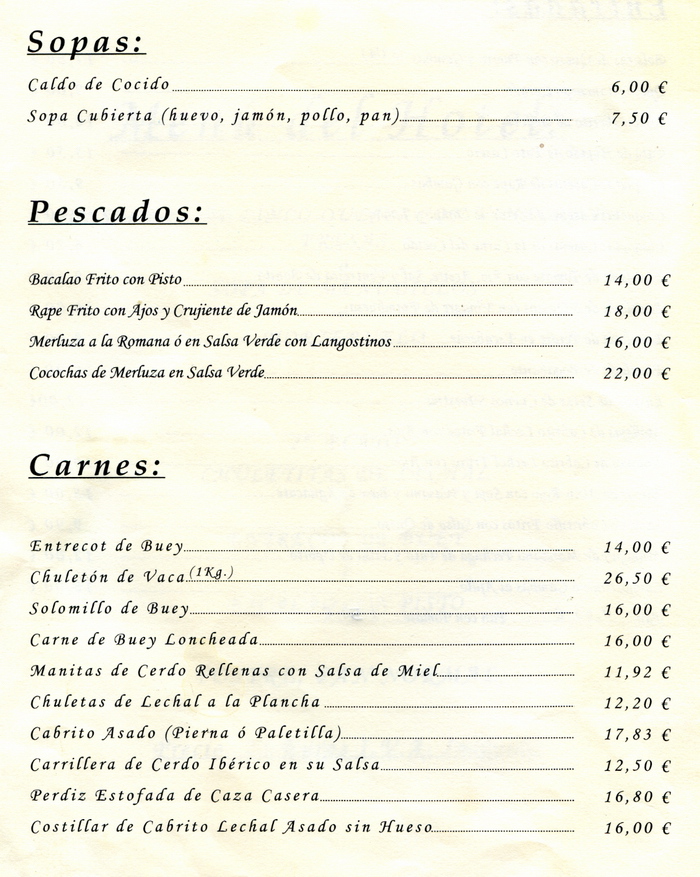 Sopas:
Caldo de Cocido 6,00 €
Sopa Cubierta (huevo, jamón, pollo, pan) 7,50 €
Pescados:
Bacalao Frito con Pisto 14,00 €
Rape Frito con Ajos y Crujiente de Jamón 18,00 €
Merluza a la Romana ó en Salsa Verde con Langostinos 16,00 €
Cocochas de Merluza en Salsa Verde 22,00 €
Carnes:
Entrecot de Buey 14,00 €
Chuletón de Vaca (1Kg.) 26,50 €
Solomillo de Buey 16,00 €
Carne de Buey Loncheada 16,00 €
Manitas de Cerdo Rellenas con Salsa de Miel 11,92 €
Chuletas de Lechal a la Plancha 12,20 €
Cabrito Asado (Pierna ó Paletilla) 17,83 €
Carrillera de Cerdo Ibérico en su Salsa 12,50 €
Perdiz Estofada de Caza Casera 16,80 €
Costillar de Cabrito Lechal Asado sin Hueso 16,00 €